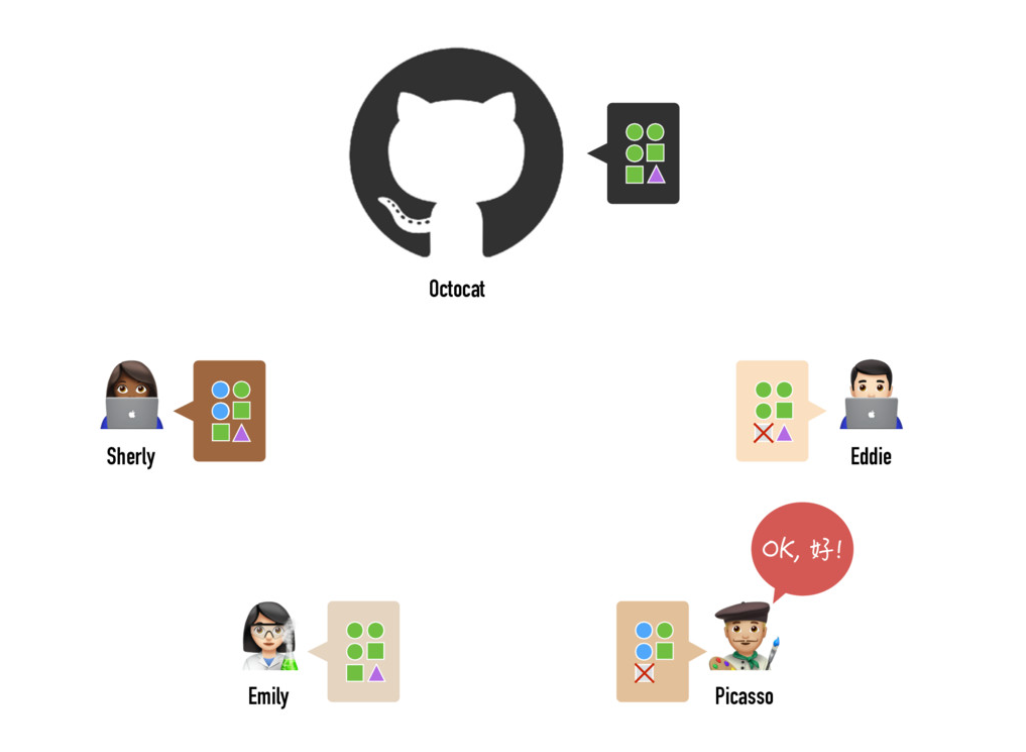 Octocat
Sherly
Eddie
OK, 好!
Emily
Picasso